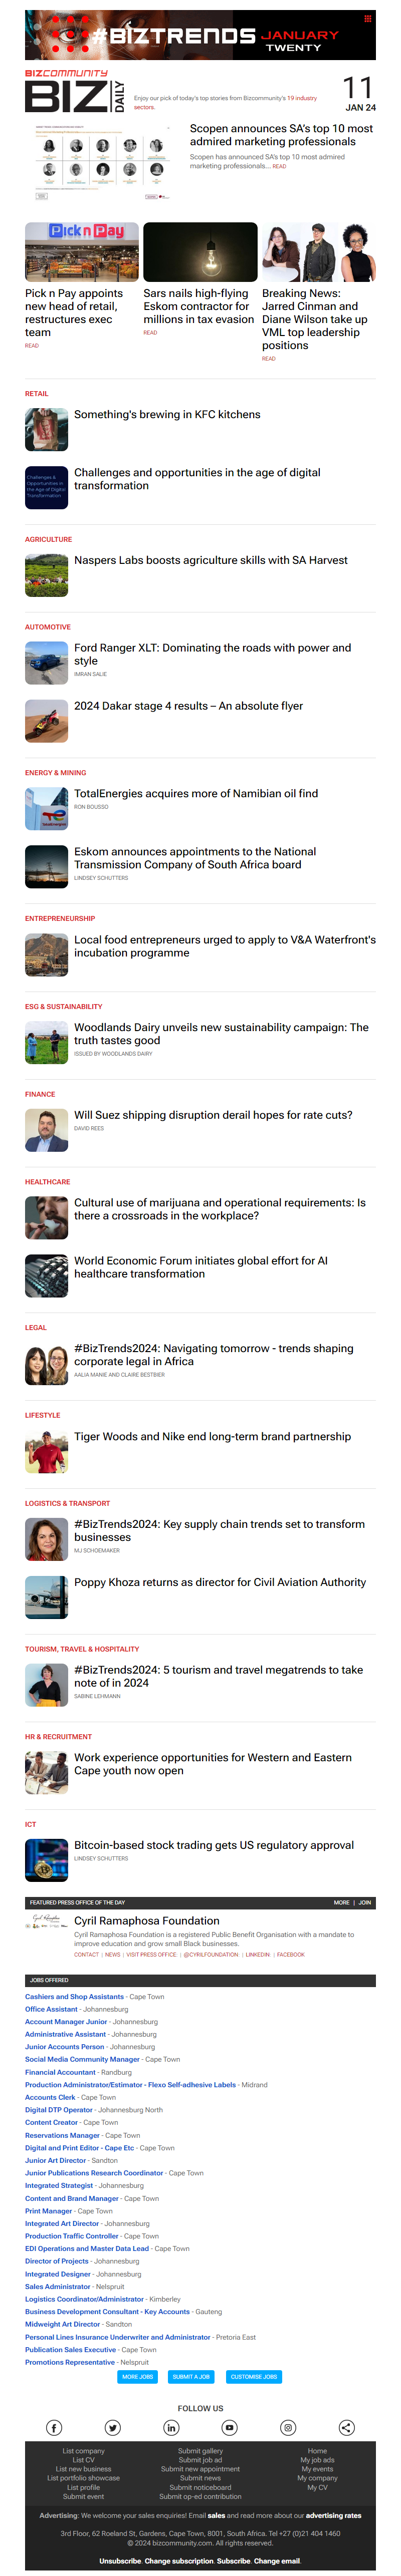 #BIZTRENDS JANUARY
TWENTY
BIZCOMMUNITY
BIZ DAILY
Enjoy our pick of today's top stories from Bizcommunity's 19 industry
sectors.
11
JAN 24
Scopen announces SA's top 10 most
admired marketing professionals
Scopen has announced SA's top 10 most admired
marketing professionals... READ
Pick n Pay
Pick n Pay appoints
new head of retail,
restructures exec
team
READ
Sars nails high-flying
Eskom contractor for
millions in tax evasion
READ
Breaking News:
Jarred Cinman and
Diane Wilson take up
VML top leadership
positions
READ
RETAIL
Something's brewing in KFC kitchens
Challenges &
Opportunities in
the Age of Digital
Transformation
Challenges and opportunities in the age of digital
transformation
AGRICULTURE
Naspers Labs boosts agriculture skills with SA Harvest
AUTOMOTIVE
Ford Ranger XLT: Dominating the roads with power and
style
IMRAN SALIE
2024 Dakar stage 4 results – An absolute flyer
ENERGY & MINING
TotalEnergies
TotalEnergies acquires more of Namibian oil find
RON BOUSSO
Eskom announces appointments to the National
Transmission Company of South Africa board
LINDSEY SCHUTTERS
ENTREPRENEURSHIP
Local food entrepreneurs urged to apply to V&A Waterfront's
incubation programme
ESG & SUSTAINABILITY
Woodlands Dairy unveils new sustainability campaign: The
truth tastes good
ISSUED BY WOODLANDS DAIRY
FINANCE
Will Suez shipping disruption derail hopes for rate cuts?
DAVID REES
HEALTHCARE
Cultural use of marijuana and operational requirements: Is
there a crossroads in the workplace?
World Economic Forum initiates global effort for AI
healthcare transformation
LEGAL
#BizTrends2024: Navigating tomorrow - trends shaping
corporate legal in Africa
AALIA MANIE AND CLAIRE BESTBIER
LIFESTYLE
Tiger Woods and Nike end long-term brand partnership
LOGISTICS & TRANSPORT
#BizTrends2024: Key supply chain trends set to transform
businesses
MJ SCHOEMAKER
Poppy Khoza returns as director for Civil Aviation Authority
TOURISM, TRAVEL & HOSPITALITY
#BizTrends2024: 5 tourism and travel megatrends to take
note of in 2024
SABINE LEHMANN
HR & RECRUITMENT
Work experience opportunities for Western and Eastern
Cape youth now open
ICT
Bitcoin-based stock trading gets US regulatory approval
LINDSEY SCHUTTERS
FEATURED PRESS OFFICE OF THE DAY MORE | JOIN
Cyril Ramaphosa Foundation
Cyril Ramaphosa Foundation is a registered Public Benefit Organisation with a mandate to
improve education and grow small Black businesses.
CONTACT | NEWS | VISIT PRESS OFFICE | @CYRILFOUNDATION | LINKEDIN | FACEBOOK
JOBS OFFERED
Cashiers and Shop Assistants - Cape Town
Office Assistant - Johannesburg
Account Manager Junior - Johannesburg
Administrative Assistant - Johannesburg
Junior Accounts Person - Johannesburg
Social Media Community Manager - Cape Town
Financial Accountant - Randburg
Production Administrator/Estimator - Flexo Self-adhesive Labels - Midrand
Accounts Clerk - Cape Town
Digital DTP Operator - Johannesburg North
Content Creator - Cape Town
Reservations Manager - Cape Town
Digital and Print Editor - Cape Etc - Cape Town
Junior Art Director - Sandton
Junior Publications Research Coordinator - Cape Town
Integrated Strategist - Johannesburg
Content and Brand Manager - Cape Town
Print Manager - Cape Town
Integrated Art Director - Johannesburg
Production Traffic Controller - Cape Town
EDI Operations and Master Data Lead - Cape Town
Director of Projects - Johannesburg
Integrated Designer - Johannesburg
Sales Administrator - Nelspruit
Logistics Coordinator/Administrator - Kimberley
Business Development Consultant - Key Accounts - Gauteng
Midweight Art Director - Sandton
Personal Lines Insurance Underwriter and Administrator - Pretoria East
Publication Sales Executive - Cape Town
Promotions Representative - Nelspruit
MORE JOBS SUBMIT A JOB CUSTOMISE JOBS
FOLLOW US
List company Submit gallery Home
List CV Submit job ad My job ads
List new business Submit new appointment My events
List portfolio showcase Submit news My company
List profile Submit noticeboard My CV
Submit event Submit op-ed contribution
Advertising: We welcome your sales enquiries! Email sales and read more about our advertising rates
3rd Floor, 62 Roeland St, Gardens, Cape Town, 8001, South Africa. Tel +27 (0)21 404 1460
© 2024 bizcommunity.com. All rights reserved.
Unsubscribe. Change subscription. Subscribe. Change email.